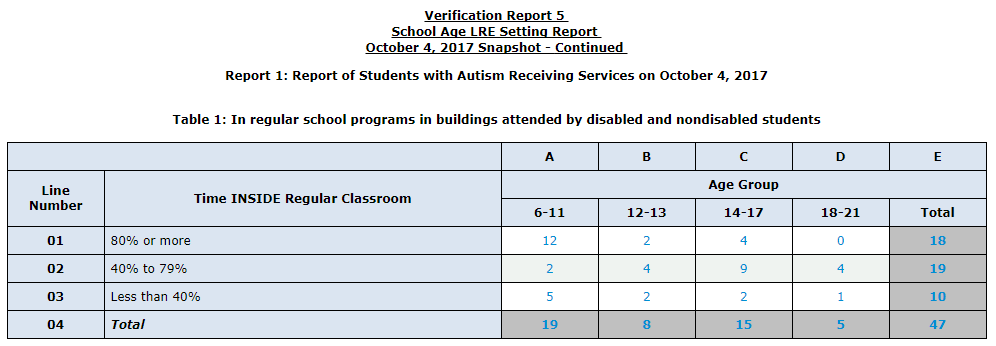 Verification Report 5
School Age LRE Setting Report
October 4, 2017 Snapshot - Continued
Report 1: Report of Students with Autism Receiving Services on October 4, 2017
Table 1: In regular school programs in buildings attended by disabled and nondisabled students
A B C D E
Line Number Time INSIDE Regular Classroom Age Group
6-11 12-13 14-17 18-21 Total
01 80% or more 12 2 4 0 18
02 40% to 79% 2 4 9 4 19
03 Less than 40% 5 2 2 1 10
04 Total 19 8 15 5 47